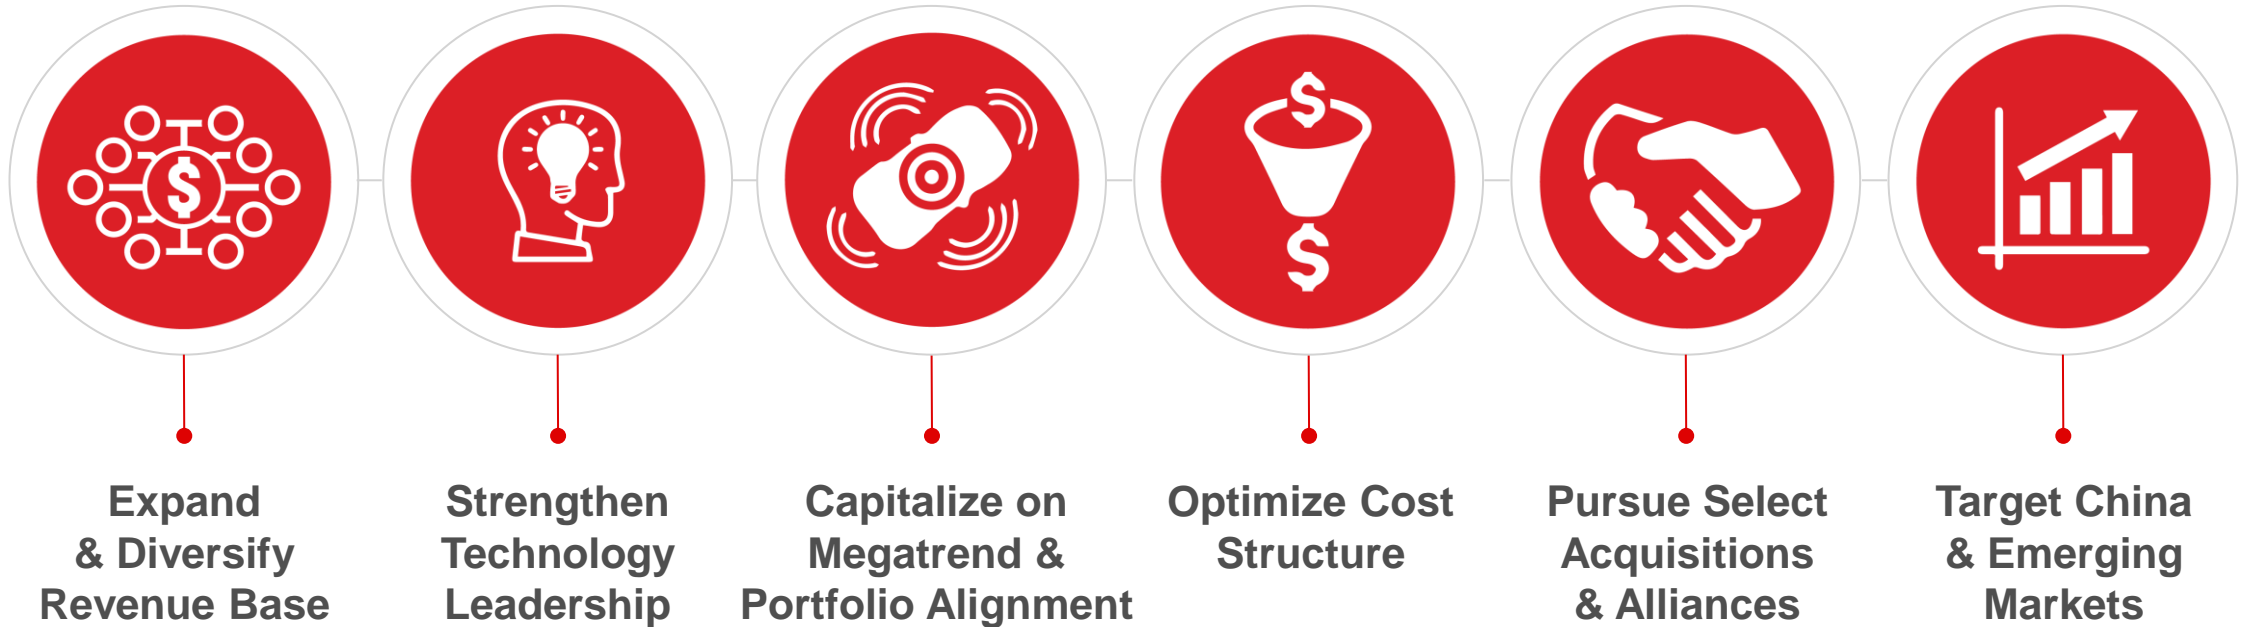 $
$
$
Expand
& Diversify
Revenue Base
Strengthen
Technology
Leadership
Capitalize on
Megatrend &
Portfolio Alignment
Optimize Cost
Structure
Pursue Select
Acquisitions
& Alliances
Target China
& Emerging
Markets